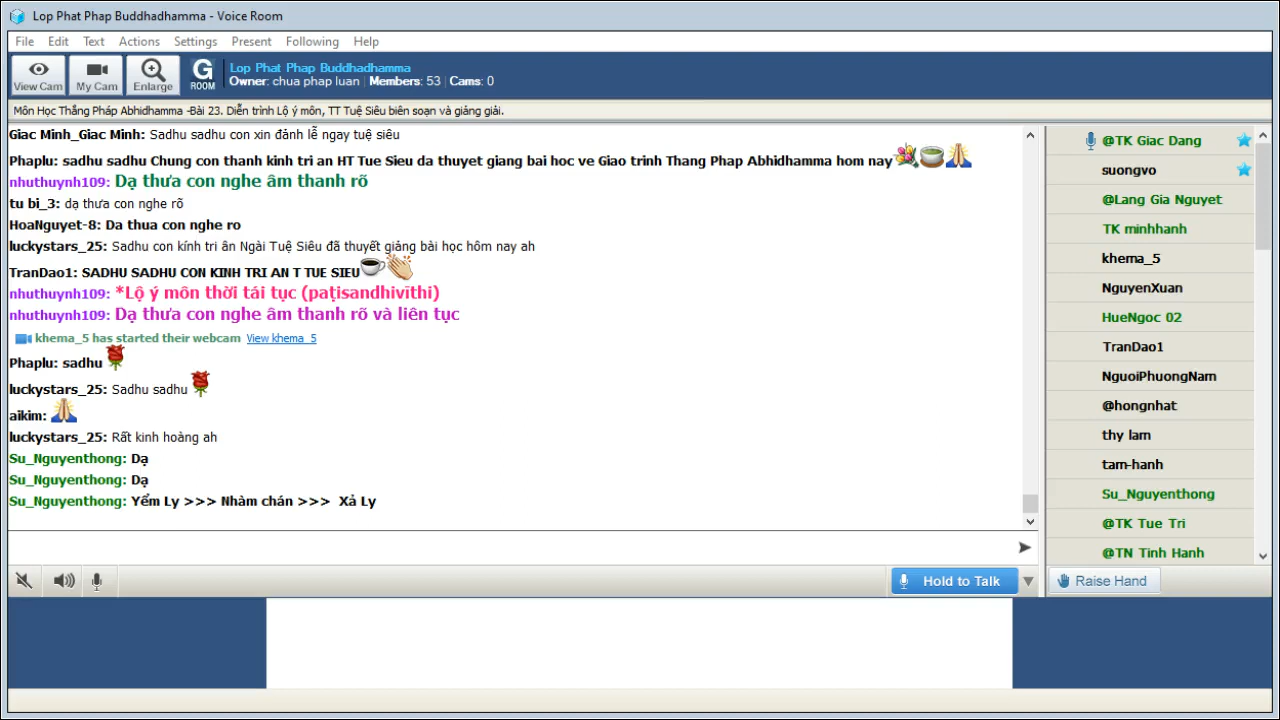 Lop Phat Phap Buddhadhamma - Voice Room
File Edit Text Actions Settings Present Following Help
View Cam My Cam Enlarge G ROOM
Lop Phat Phap Buddhadhamma
Owner: chua phap luan Members: 53 Cams: 0
Môn Học Thắng Pháp Abhidhamma -Bài 23. Diễn trình Lộ ý môn, TT Tuệ Siêu biên soạn và giảng giải.
Giac Minh_Giac Minh: Sadhu sadhu con xin đảnh lễ ngay tuệ siêu
Phaplu: sadhu sadhu Chung con thanh kinh tri an HT Tue Sieu da thuyet giang bai hoc ve Giao trinh Thang Phap Abhidhamma hom nay
nhuthuynh109: Dạ thưa con nghe âm thanh rõ
tu bi_3: dạ thưa con nghe rõ
HoaNguyet-8: Da thua con nghe ro
luckystars_25: Sadhu con kính tri ân Ngài Tuệ Siêu đã thuyết giảng bài học hôm nay ah
TranDao1: SADHU SADHU CON KINH TRI AN T TUE SIEU
nhuthuynh109: *Lộ ý môn thời tái tục (paṭisandhivīthi)
nhuthuynh109: Dạ thưa con nghe âm thanh rõ và liên tục
khema_5 has started their webcam View khema_5
Phaplu: sadhu
luckystars_25: Sadhu sadhu
aikim:
luckystars_25: Rất kinh hoàng ah
Su_Nguyenthong: Dạ
Su_Nguyenthong: Dạ
Su_Nguyenthong: Yểm Ly >>> Nhàm chán >>> Xả Ly
@TK Giac Dang
suongvo
@Lang Gia Nguyet
TK minhhanh
khema_5
NguyenXuan
HueNgoc 02
TranDao1
NguoiPhuongNam
@hongnhat
thy lam
tam-hanh
Su_Nguyenthong
@TK Tue Tri
@TN Tinh Hanh
Hold to Talk
Raise Hand